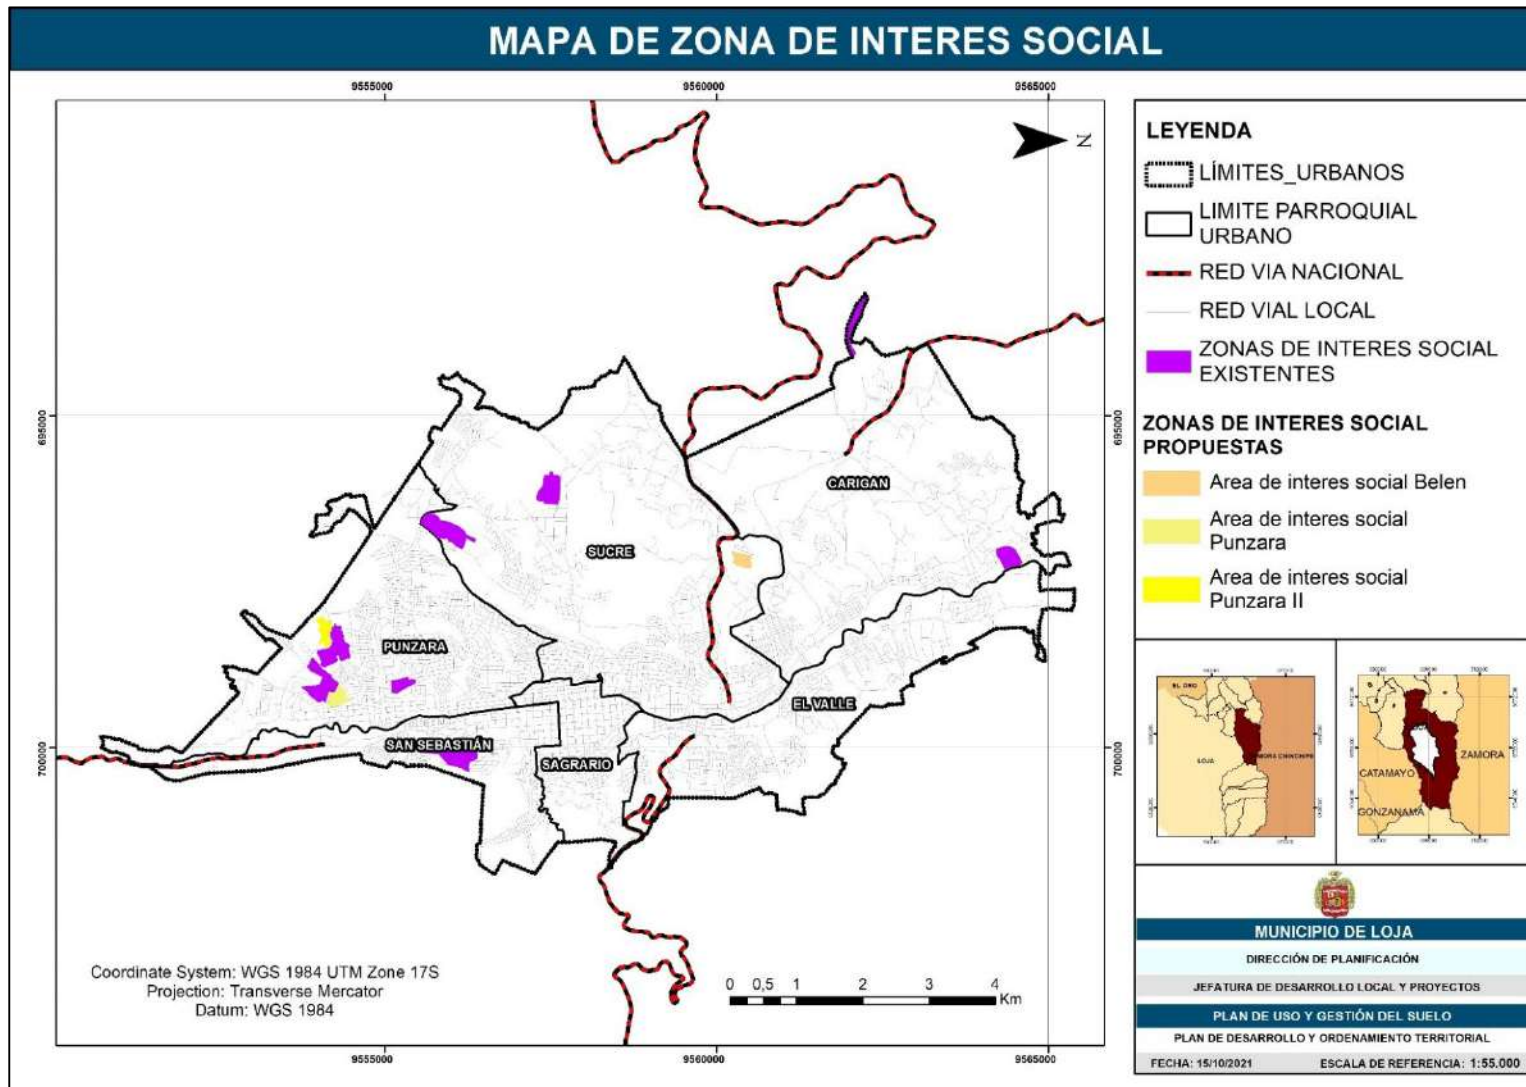 MAPA DE ZONA DE INTERES SOCIAL
9555000
9560000
9565000
N
695000
695000
CARIGAN
SUCRE
PUNZARA
EL VALLE
SAN SEBASTIÁN
SAGRARIO
700000
700000
Coordinate System: WGS 1984 UTM Zone 17S
Projection: Transverse Mercator
Datum: WGS 1984
0 0,5 1 2 3 4
Km
9555000
9560000
9565000
LEYENDA
LÍMITES_URBANOS
LIMITE PARROQUIAL
URBANO
RED VIA NACIONAL
RED VIAL LOCAL
ZONAS DE INTERES SOCIAL
EXISTENTES
ZONAS DE INTERES SOCIAL
PROPUESTAS
Area de interes social Belen
Area de interes social
Punzara
Area de interes social
Punzara II
EL ORO
LOJA
ZAMORA
CATAMAYO
GONZANAMA
MUNICIPIO DE LOJA
DIRECCIÓN DE PLANIFICACIÓN
JEFATURA DE DESARROLLO LOCAL Y PROYECTOS
PLAN DE USO Y GESTIÓN DEL SUELO
PLAN DE DESARROLLO Y ORDENAMIENTO TERRITORIAL
FECHA: 15/10/2021 ESCALA DE REFERENCIA: 1:55.000